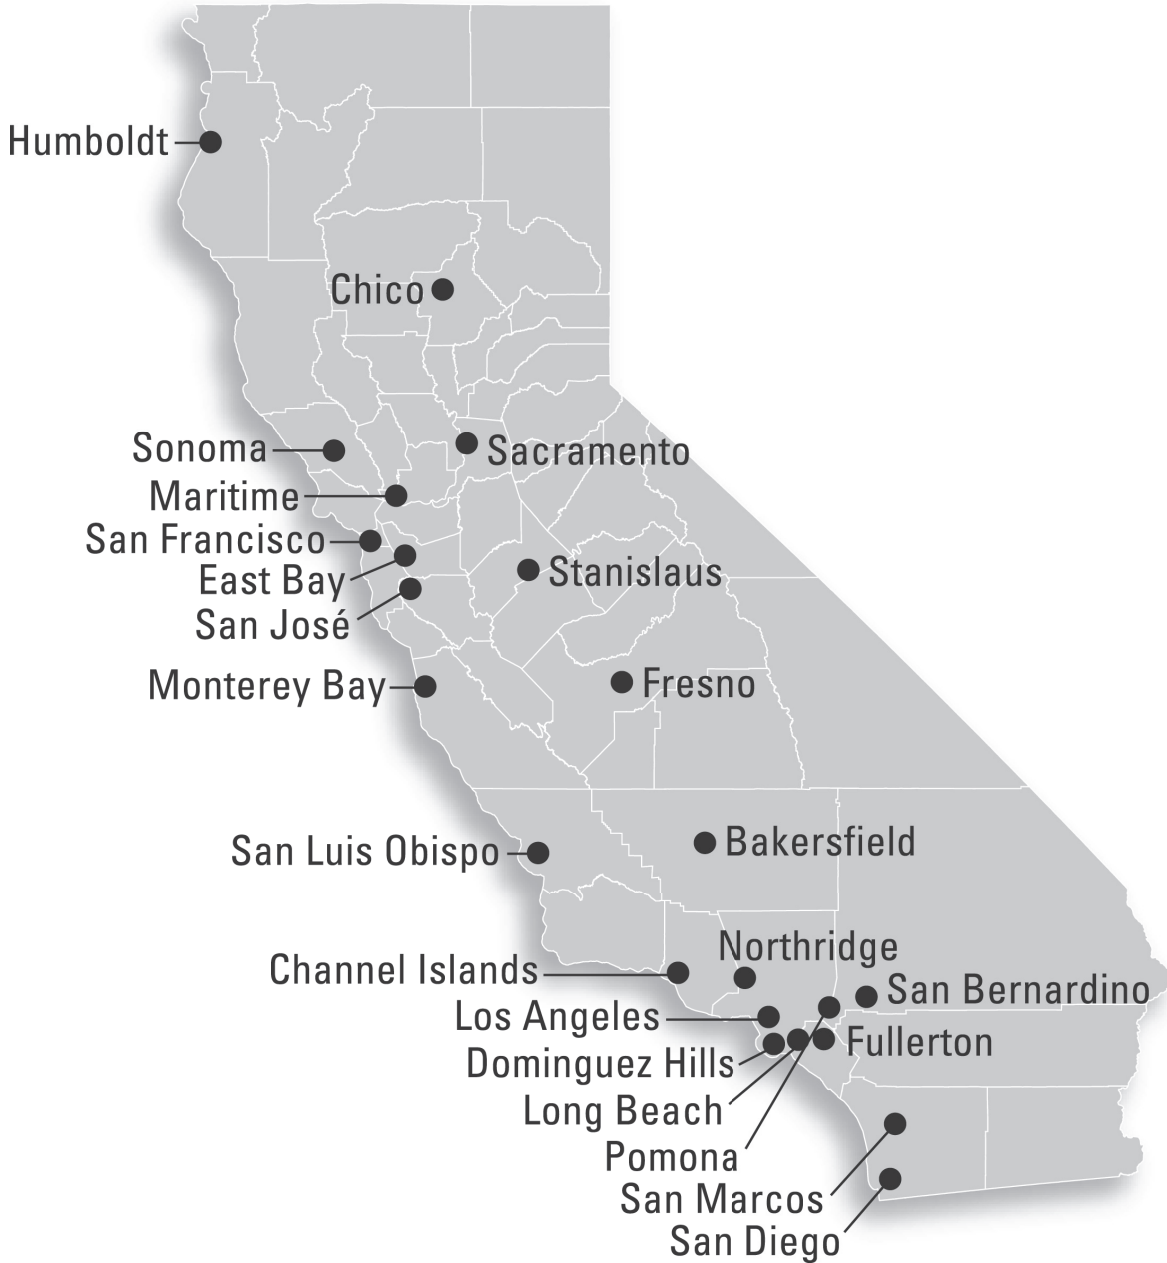 Humboldt
Chico
Sonoma
Sacramento
Maritime
San Francisco
East Bay
Stanislaus
San José
Monterey Bay
Fresno
San Luis Obispo
Bakersfield
Northridge
Channel Islands
San Bernardino
Los Angeles
Fullerton
Dominguez Hills
Long Beach
Pomona
San Marcos
San Diego